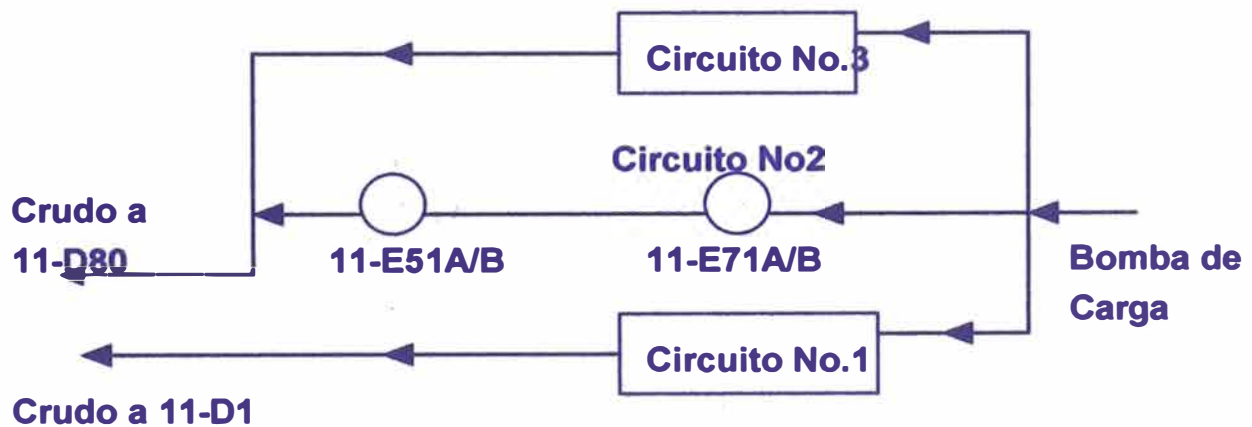 Circuito No.3
Circuito No2
Crudo a
11-D80
11-E51A/B
11-E71A/B
Bomba de
Carga
Circuito No.1
Crudo a 11-D1